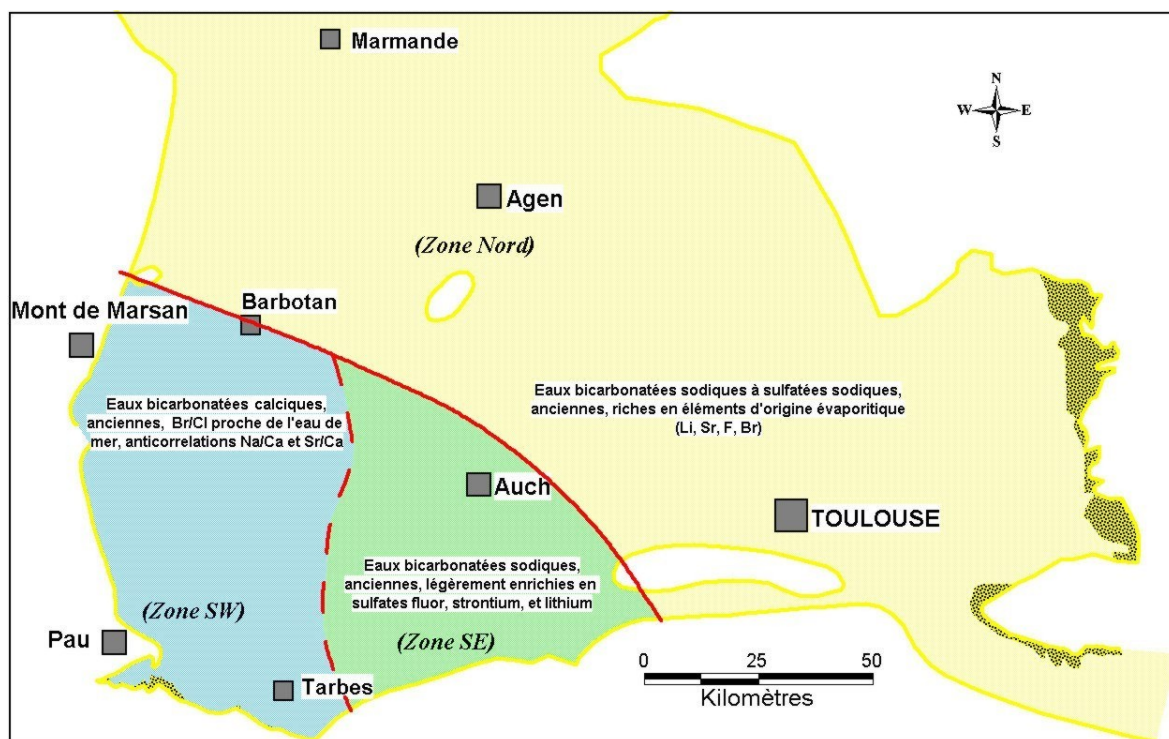 Marmande
N
W E
S
Agen
(Zone Nord)
Mont de Marsan
Barbotan
Eaux bicarbonatées calciques,
anciennes, Br/Cl proche de l'eau de
mer, anticorrelations Na/Ca et Sr/Ca
Eaux bicarbonatées sodiques à sulfatées sodiques,
anciennes, riches en éléments d'origine évaporitique
(Li, Sr, F, Br)
Auch
TOULOUSE
Eaux bicarbonatées sodiques,
anciennes, légèrement enrichies en
sulfates fluor, strontium, et lithium
(Zone SW)
(Zone SE)
Pau
Tarbes
0 25 50
Kilomètres